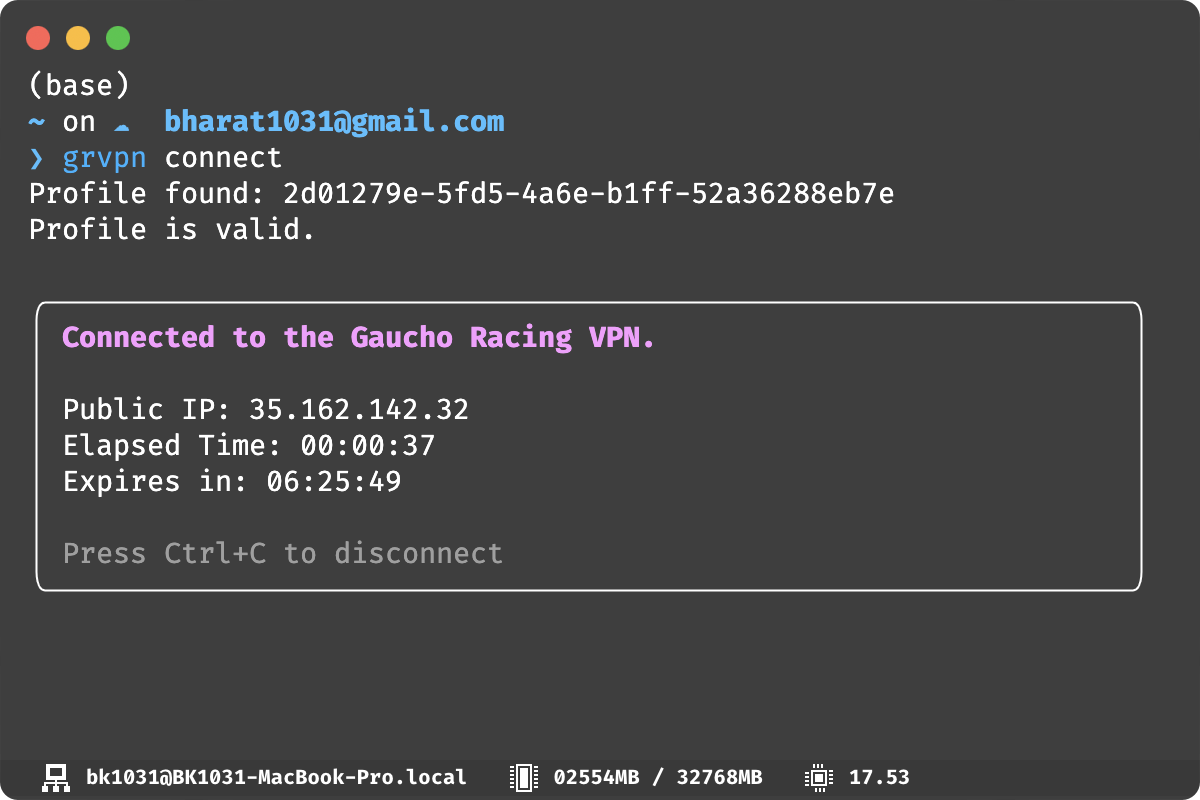 (base)
~ on ☁ bharat1031@gmail.com
❯ grvpn connect
Profile found: 2d01279e-5fd5-4a6e-b1ff-52a36288eb7e
Profile is valid.
Connected to the Gaucho Racing VPN.
Public IP: 35.162.142.32
Elapsed Time: 00:00:37
Expires in: 06:25:49
Press Ctrl+C to disconnect
bk1031@BK1031-MacBook-Pro.local 02554MB / 32768MB 17.53